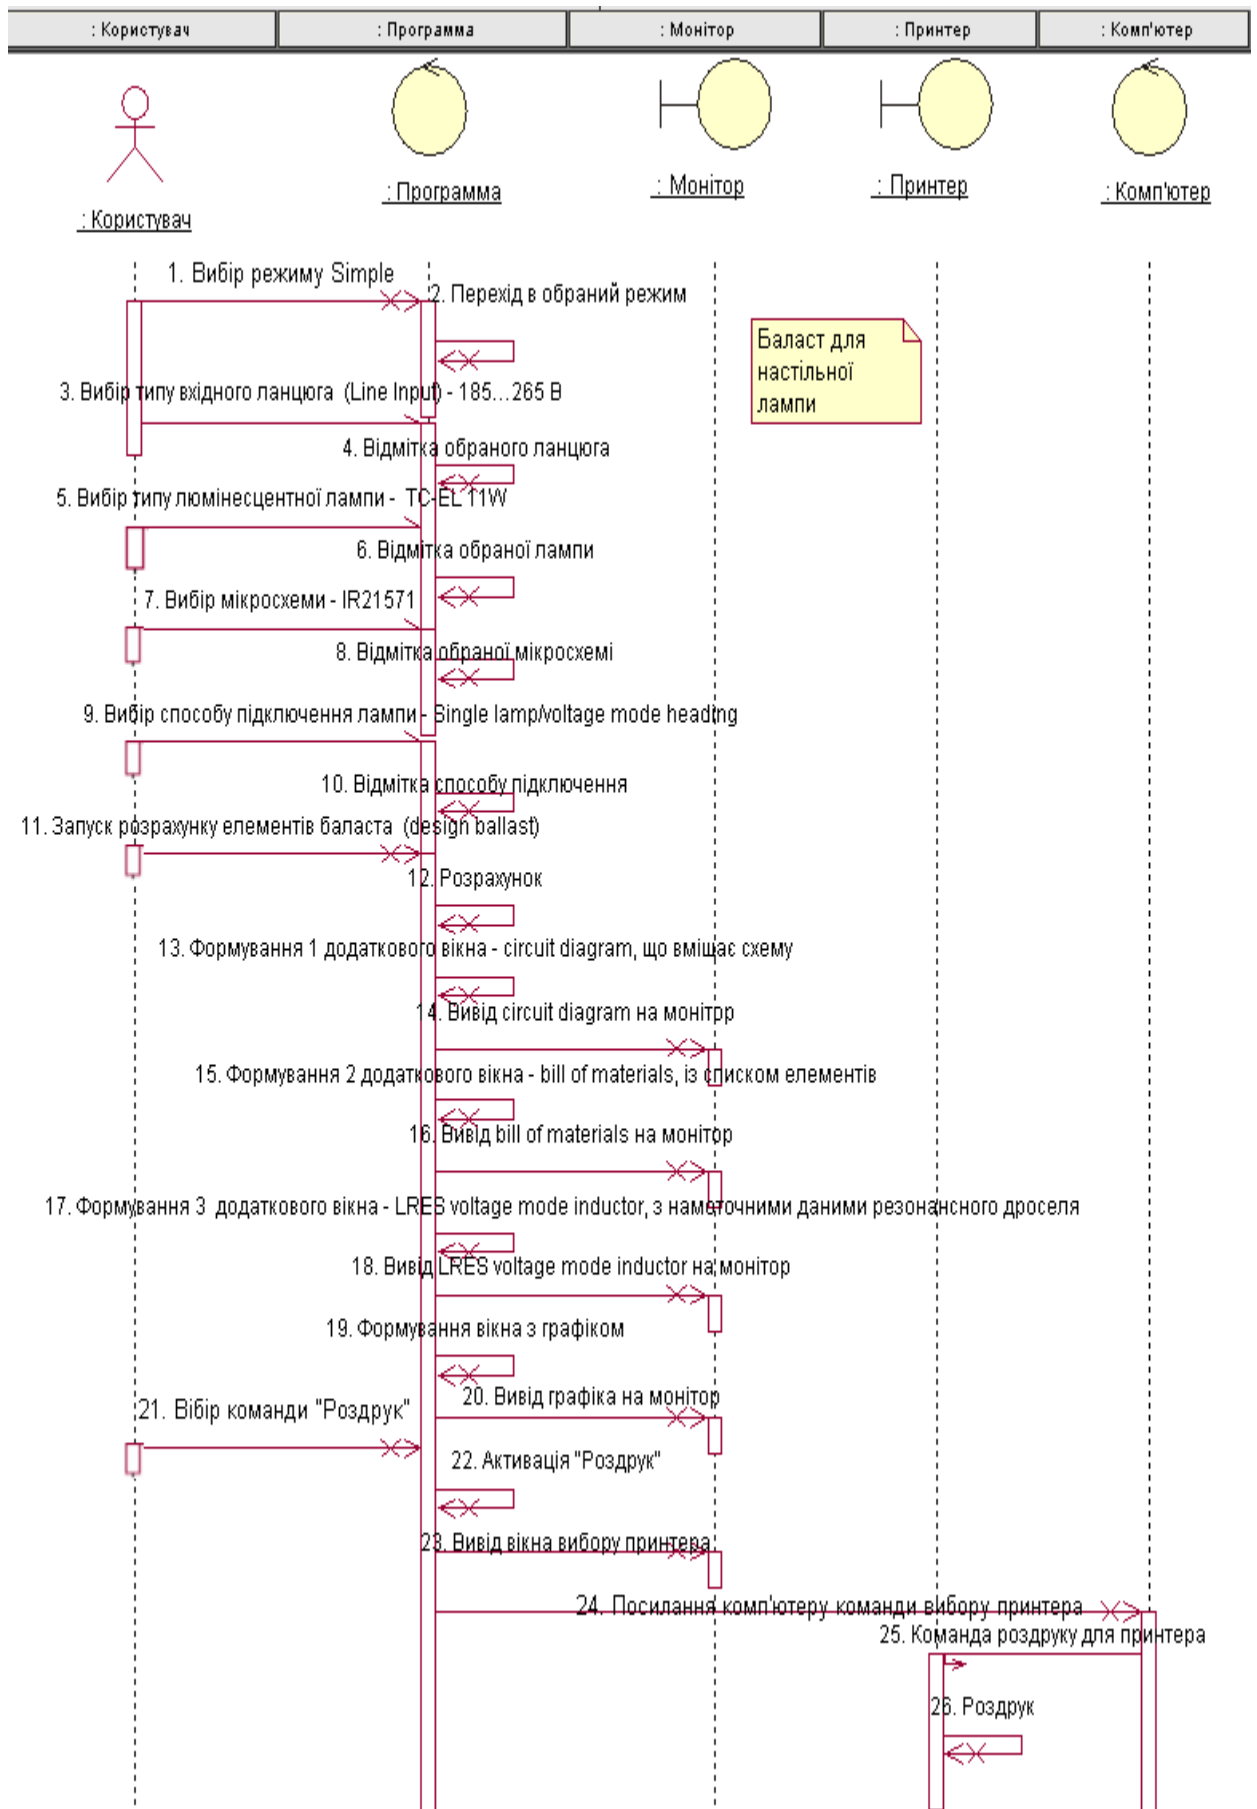 : Користувач
: Программа
: Монітор
: Принтер
: Комп'ютер
: Программа
: Монітор
: Принтер
: Комп'ютер
: Користувач
1. Вибір режиму Simple
2. Перехід в обраний режим
Баласт для
настільної
лампи
3. Вибір типу вхідного ланцюга (Line Input) - 185...265 В
4. Відмітка обраного ланцюга
5. Вибір типу люмінесцентної лампи - TC-EL 11W
6. Відмітка обраної лампи
7. Вибір мікросхеми - IR21571
8. Відмітка обраної мікросхемі
9. Вибір способу підключення лампи - Single lamp/voltage mode heading
10. Відмітка способу підключення
11. Запуск розрахунку елементів баласта (design ballast)
12. Розрахунок
13. Формування 1 додаткового вікна - circuit diagram, що вміщає схему
14. Вивід circuit diagram на монітор
15. Формування 2 додаткового вікна - bill of materials, із списком елементів
16. Вивід bill of materials на монітор
17. Формування 3 додаткового вікна - LRES voltage mode inductor, з намоточними даними резонансного дроселя
18. Вивід LRES voltage mode inductor на монітор
19. Формування вікна з графіком
20. Вивід графіка на монітор
21. Вібір команди "Роздрук"
22. Активація "Роздрук"
23. Вивід вікна вибору принтера
24. Посилання комп'ютеру команди вибору принтера
25. Команда роздруку для принтера
26. Роздрук